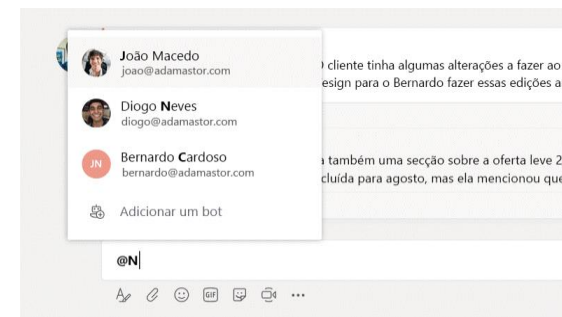 João Macedo
joao@adamastor.com
cliente tinha algumas alterações a fazer ao
Diogo Neves
diogo@adamastor.com
esign para o Bernardo fazer essas edições a
JN
Bernardo Cardoso
bernardo@adamastor.com
também uma secção sobre a oferta leve 2
cluída para agosto, mas ela mencionou que
Adicionar um bot
@N
GIF